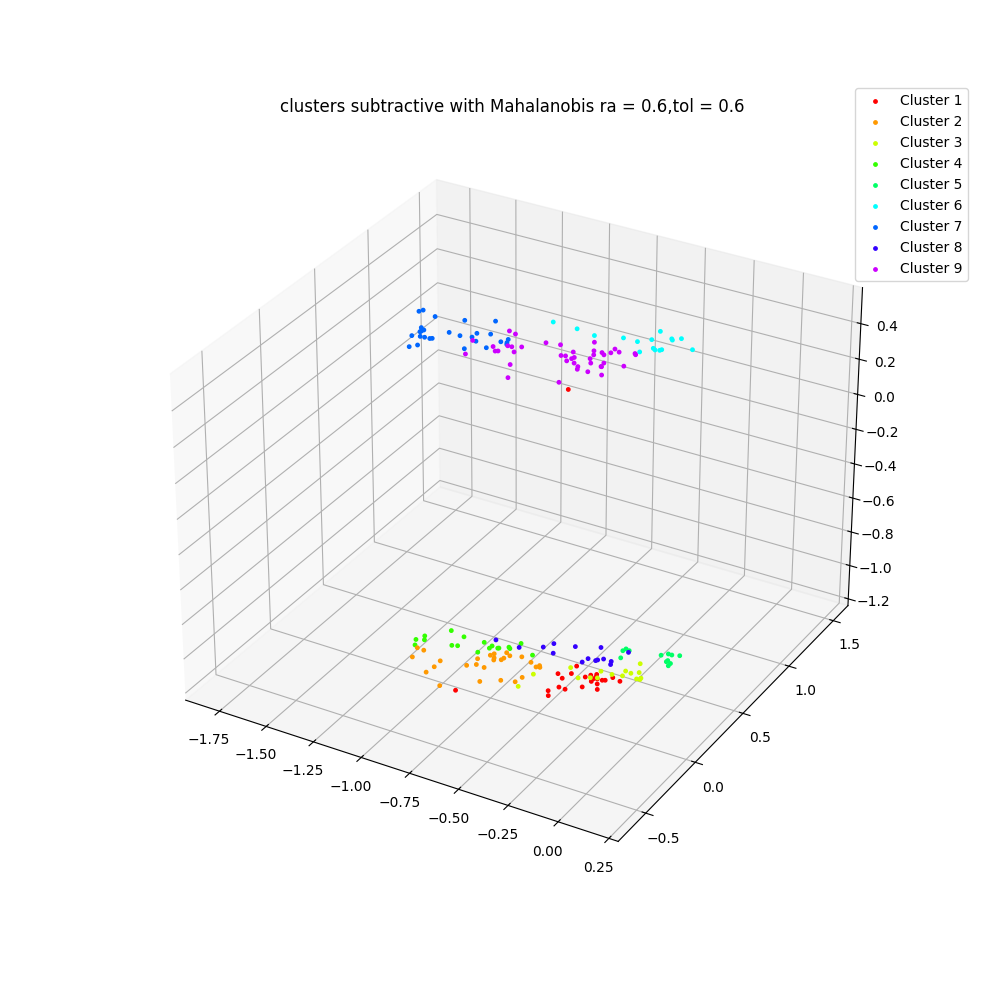 clusters subtractive with Mahalanobis ra = 0.6,tol = 0.6
Cluster 1
Cluster 2
Cluster 3
Cluster 4
Cluster 5
Cluster 6
Cluster 7
Cluster 8
Cluster 9
0.4
0.2
0.0
−0.2
−0.4
−0.6
−0.8
−1.0
−1.2
1.5
1.0
0.5
0.0
−0.5
−1.75
−1.50
−1.25
−1.00
−0.75
−0.50
−0.25
0.00
0.25